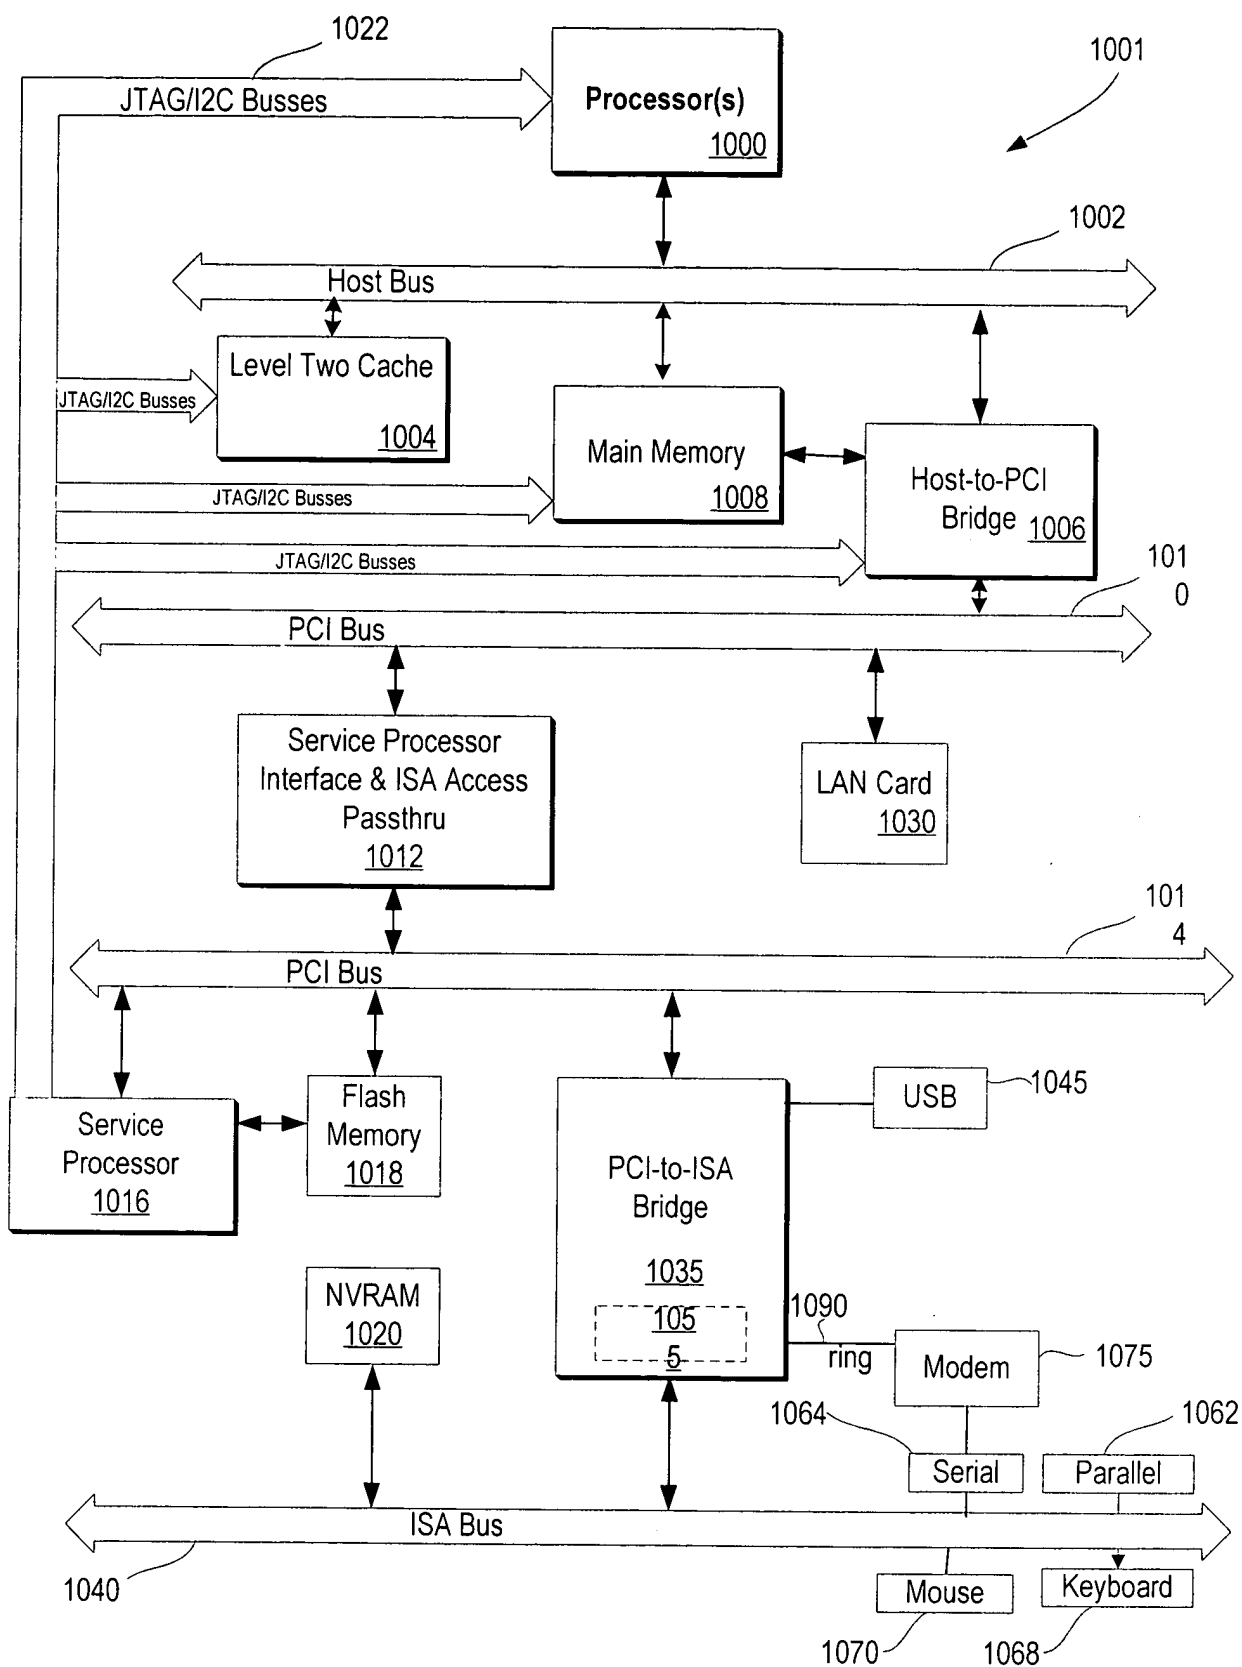 1022
1001
JTAG/I2C Busses
Processor(s)
1000
1002
Host Bus
Level Two Cache
1004
JTAG/I2C Busses
Main Memory
1008
Host-to-PCI
Bridge
1006
JTAG/I2C Busses
JTAG/I2C Busses
101
0
PCI Bus
Service Processor
Interface & ISA Access
Passthru
1012
LAN Card
1030
101
4
PCI Bus
Service
Processor
1016
Flash
Memory
1018
PCI-to-ISA
Bridge
1035
105
5
USB
1045
NVRAM
1020
1090
ring
Modem
1075
1064
1062
Serial
Parallel
ISA Bus
1040
Mouse
Keyboard
1070
1068